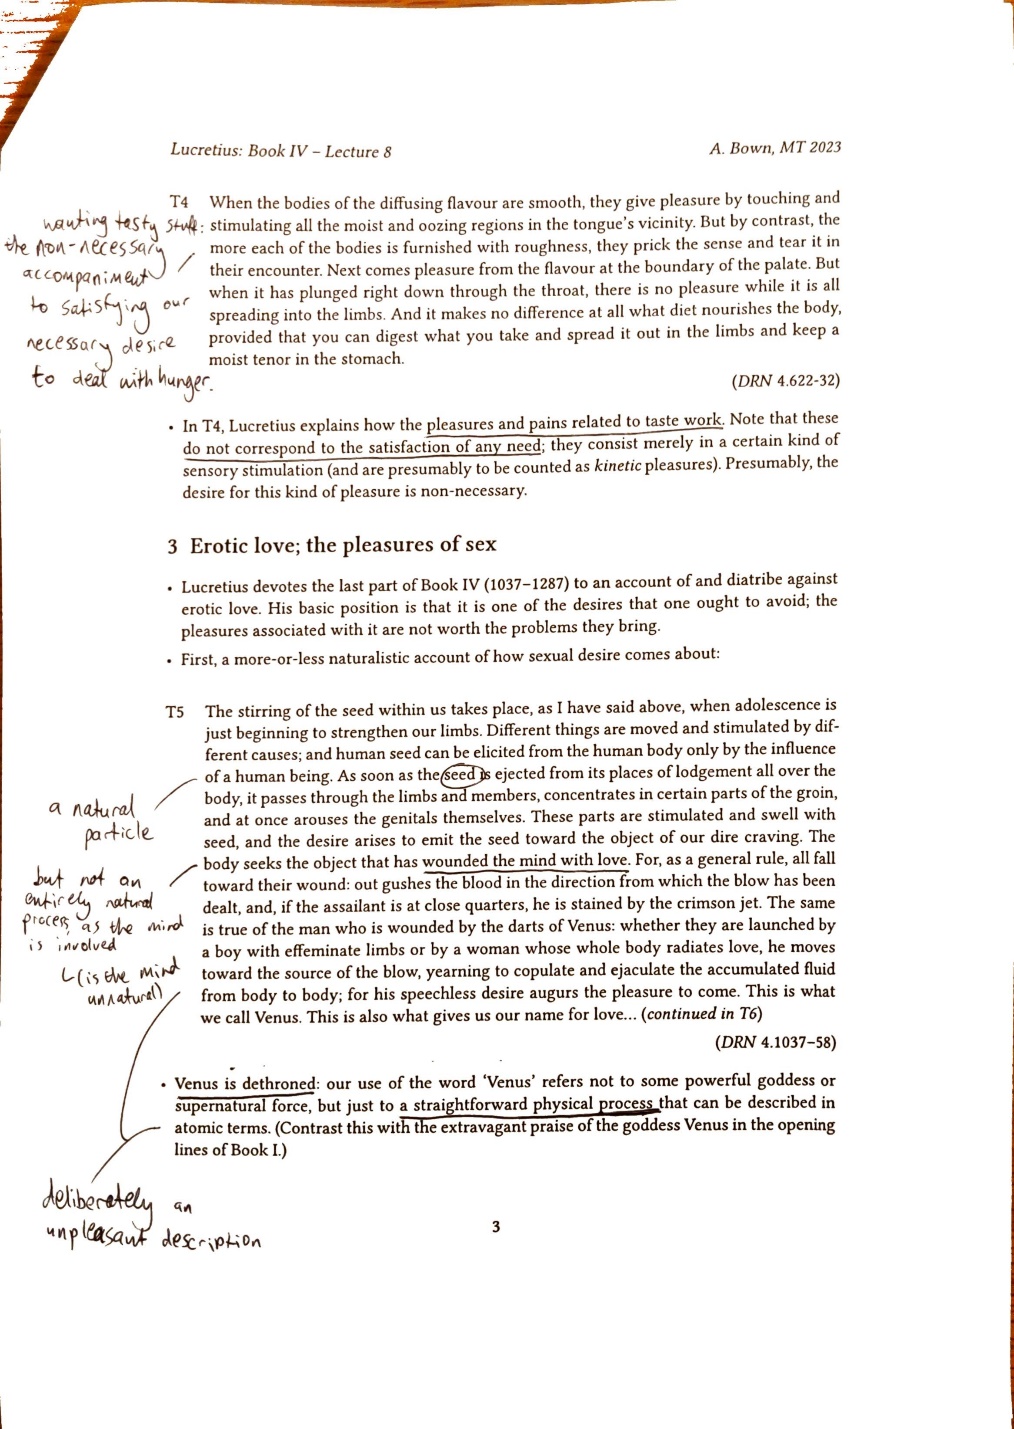 Lucretius: Book IV – Lecture 8
A. Bown, MT 2023
T4 When the bodies of the diffusing flavour are smooth, they give pleasure by touching and
stimulating all the moist and oozing regions in the tongue's vicinity. But by contrast, the
more each of the bodies is furnished with roughness, they prick the sense and tear it in
their encounter. Next comes pleasure from the flavour at the boundary of the palate. But
when it has plunged right down through the throat, there is no pleasure while it is all
spreading into the limbs. And it makes no difference at all what diet nourishes the body,
provided that you can digest what you take and spread it out in the limbs and keep a
moist tenor in the stomach.
(DRN 4.622-32)
wanting tasty stuff:
the non-necessary
accompaniment
to satisfying our
necessary desire
to deal with hunger.
• In T4, Lucretius explains how the pleasures and pains related to taste work. Note that these
do not correspond to the satisfaction of any need; they consist merely in a certain kind of
sensory stimulation (and are presumably to be counted as kinetic pleasures). Presumably, the
desire for this kind of pleasure is non-necessary.
3 Erotic love; the pleasures of sex
• Lucretius devotes the last part of Book IV (1037–1287) to an account of and diatribe against
erotic love. His basic position is that it is one of the desires that one ought to avoid; the
pleasures associated with it are not worth the problems they bring.
• First, a more-or-less naturalistic account of how sexual desire comes about:
T5 The stirring of the seed within us takes place, as I have said above, when adolescence is
just beginning to strengthen our limbs. Different things are moved and stimulated by dif-
ferent causes; and human seed can be elicited from the human body only by the influence
of a human being. As soon as the seed is ejected from its places of lodgement all over the
body, it passes through the limbs and members, concentrates in certain parts of the groin,
and at once arouses the genitals themselves. These parts are stimulated and swell with
seed, and the desire arises to emit the seed toward the object of our dire craving. The
body seeks the object that has wounded the mind with love. For, as a general rule, all fall
toward their wound: out gushes the blood in the direction from which the blow has been
dealt, and, if the assailant is at close quarters, he is stained by the crimson jet. The same
is true of the man who is wounded by the darts of Venus: whether they are launched by
a boy with effeminate limbs or by a woman whose whole body radiates love, he moves
toward the source of the blow, yearning to copulate and ejaculate the accumulated fluid
from body to body; for his speechless desire augurs the pleasure to come. This is what
we call Venus. This is also what gives us our name for love... (continued in T6)
(DRN 4.1037–58)
a natural
particle
but not an
entirely natural
process, as the mind
is involved
(is the mind
unnatural)
• Venus is dethroned: our use of the word 'Venus' refers not to some powerful goddess or
supernatural force, but just to a straightforward physical process that can be described in
atomic terms. (Contrast this with the extravagant praise of the goddess Venus in the opening
lines of Book I.)
deliberately an
unpleasant description
3